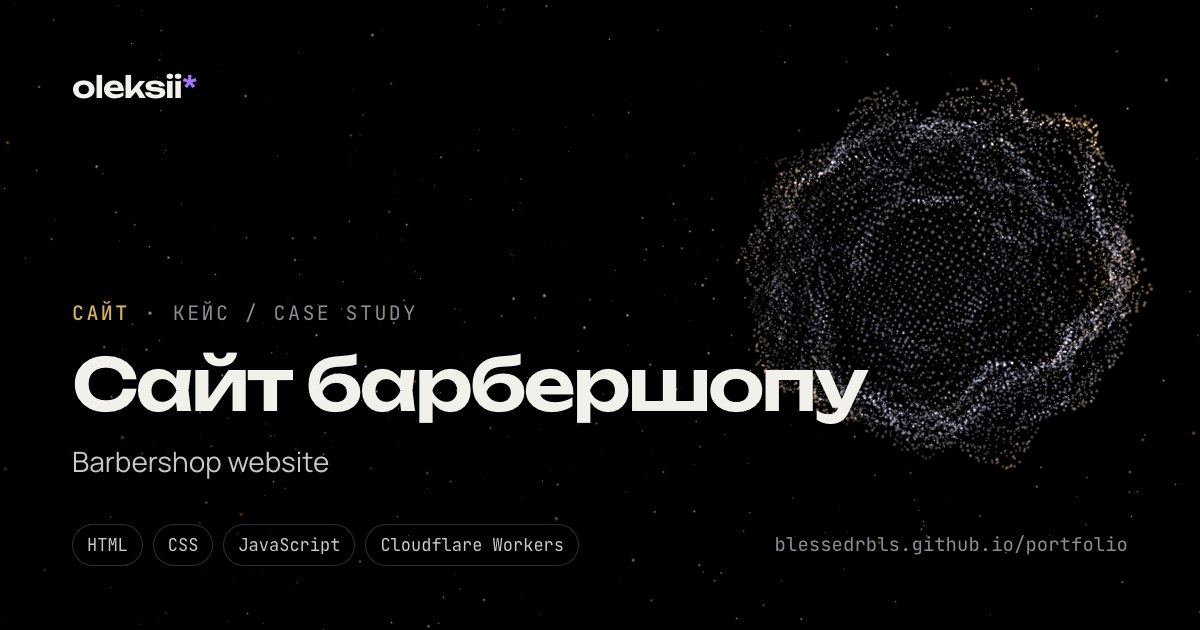 oleksii*
САЙТ · КЕЙС / CASE STUDY
Сайт барбершопу
Barbershop website
HTML CSS JavaScript Cloudflare Workers
blessedrbls.github.io/portfolio